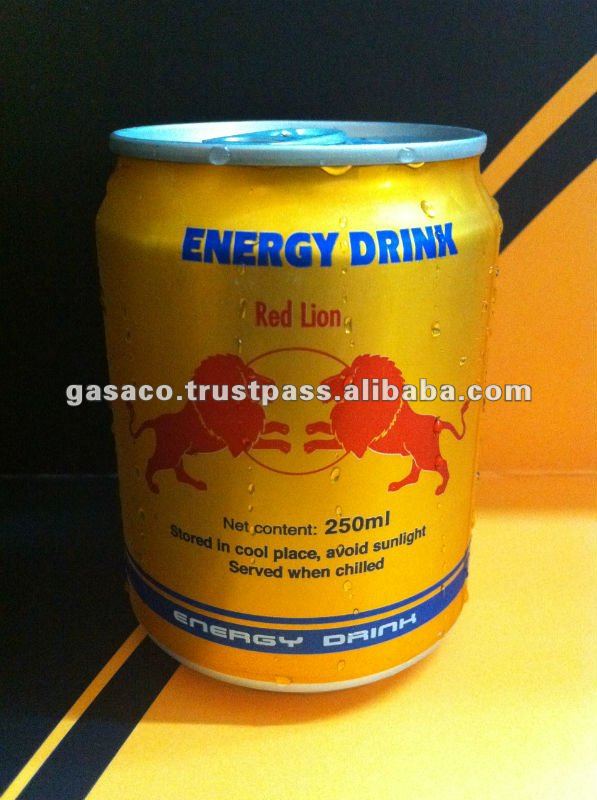 ENERGY DRINK
Red Lion
gasaco.trustpass.alibaba.com
Net content: 250ml
Stored in cool place, avoid sunlight
Served when chilled
ENERGY DRINK